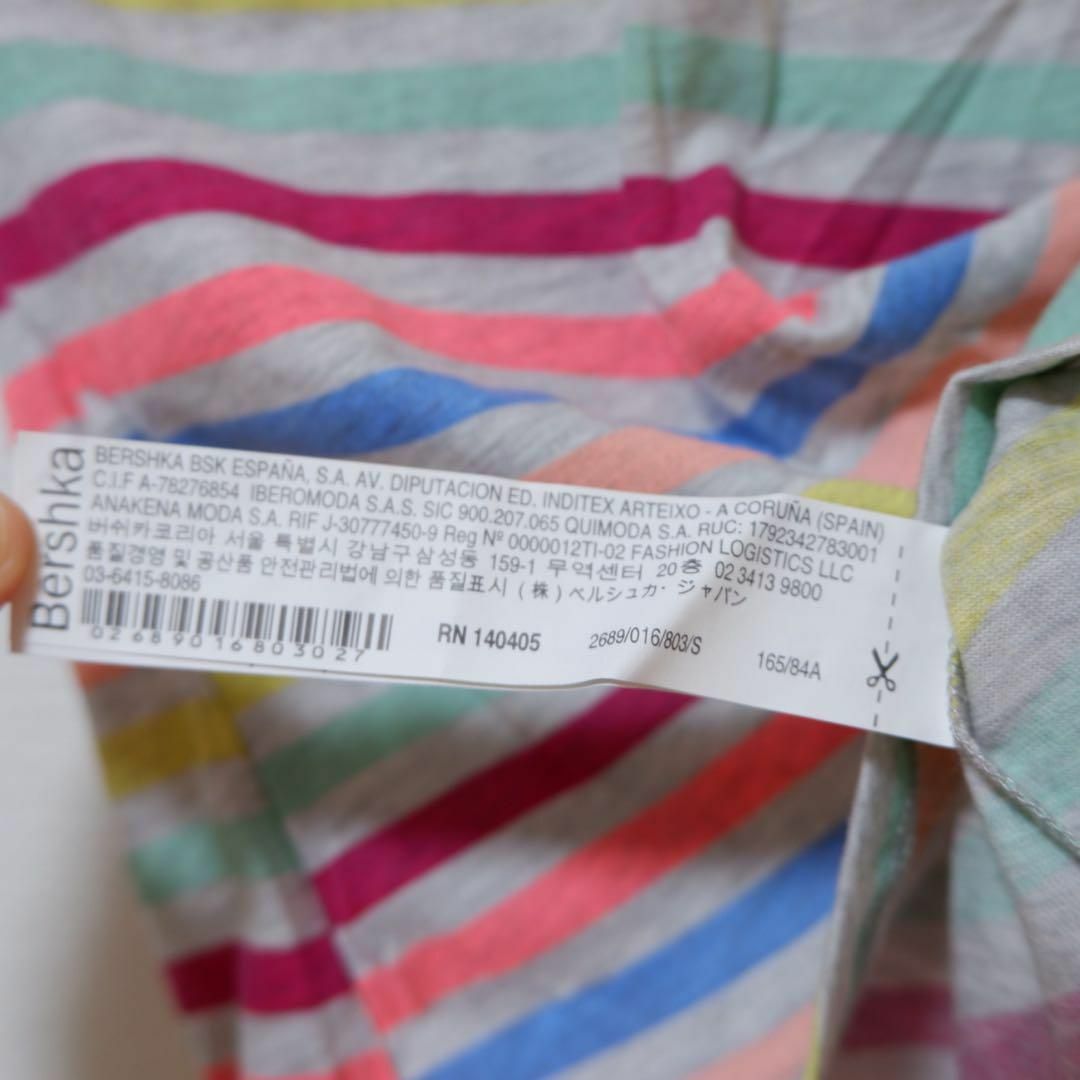 Bershka
BERSHKA BSK ESPAÑA, S.A. AV. DIPUTACION ED. INDITEX ARTEIXO - A CORUÑA (SPAIN)
C.I.F A-78276854 IBEROMODA S.A.S. SIC 900.207.065 QUIMODA S.A. RUC: 1792342783001
ANAKENA MODA S.A. RIF J-30777450-9 Reg Nº 0000012TI-02 FASHION LOGISTICS LLC
버쉬카코리아 서울 특별시 강남구 삼성동 159-1 무역센터 20층 02 3413 9800
품질경영 및 공산품 안전관리법에 의한 품질표시 (株) ベルシュカ・ジャパン
03-6415-8086
02689016803027
RN 140405
2689/016/803/S
165/84A